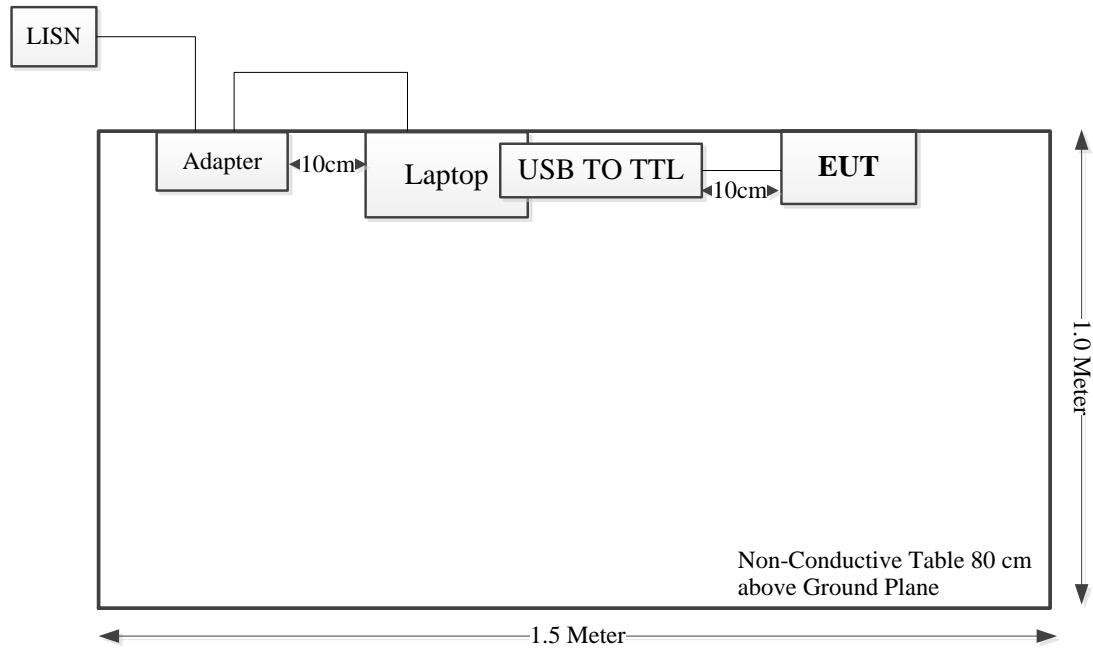 LISN
Adapter
10cm
Laptop
USB TO TTL
10cm
EUT
1.0 Meter
Non-Conductive Table 80 cm
above Ground Plane
1.5 Meter